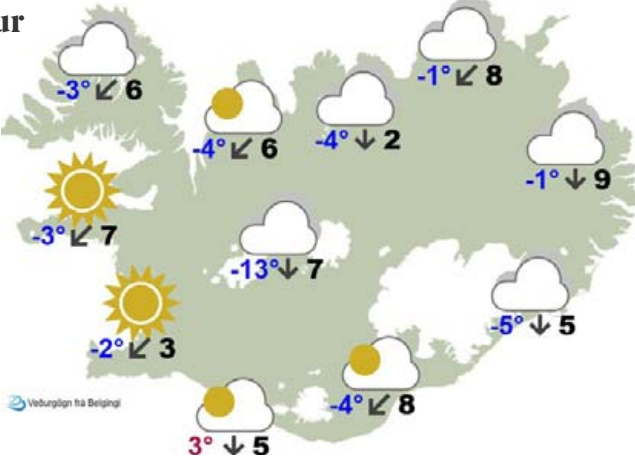 ur
-3° ↙ 6
-1° ↙ 8
-4° ↙ 6
-4° ↓ 2
-1° ↓ 9
-3° ↙ 7
-13° ↓ 7
-5° ↓ 5
-2° ↙ 3
-4° ↙ 8
Veðurgögn frá Belgingi
3° ↓ 5